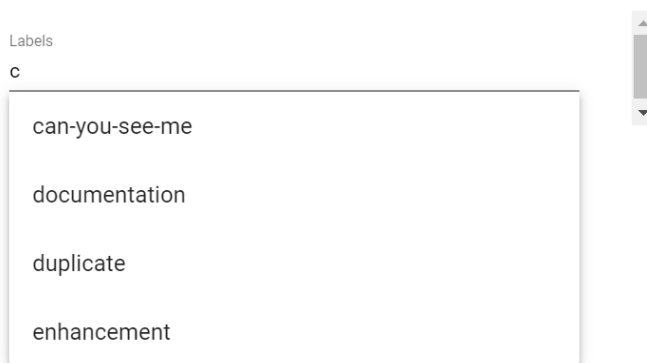 Labels
c
can-you-see-me
documentation
duplicate
enhancement